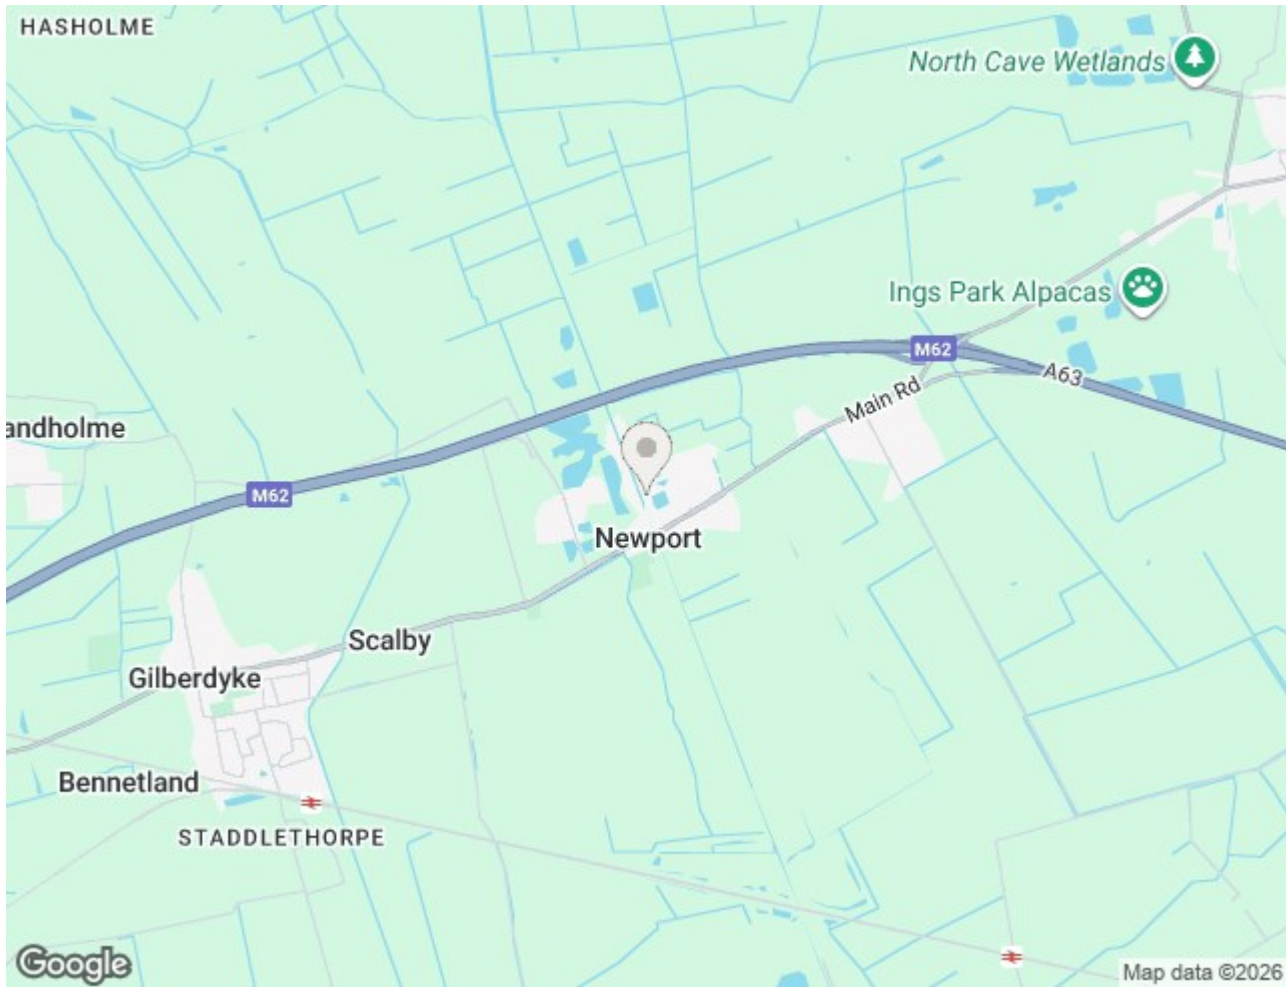 HASHOLME
North Cave Wetlands
Ings Park Alpacas
M62
A63
Main Rd
andholme
M62
Newport
Scalby
Gilberdyke
Bennetland
STADDLETHORPE
Google
Map data ©2026